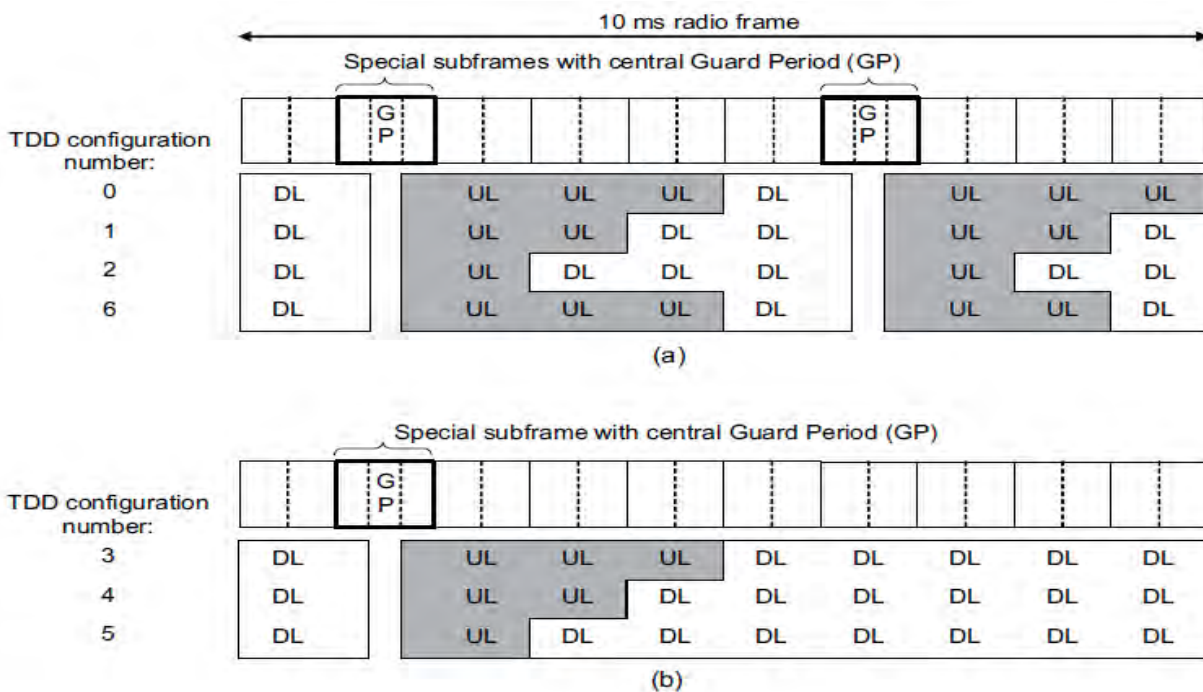 10 ms radio frame
Special subframes with central Guard Period (GP)
G G
P P
TDD configuration
number:
0 DL UL UL UL DL UL UL UL
1 DL UL UL DL DL UL UL DL
2 DL UL DL DL DL UL DL DL
6 DL UL UL UL DL UL UL DL
(a)
Special subframe with central Guard Period (GP)
G
P
TDD configuration
number:
3 DL UL UL UL DL DL DL DL DL
4 DL UL UL DL DL DL DL DL DL
5 DL UL DL DL DL DL DL DL DL
(b)